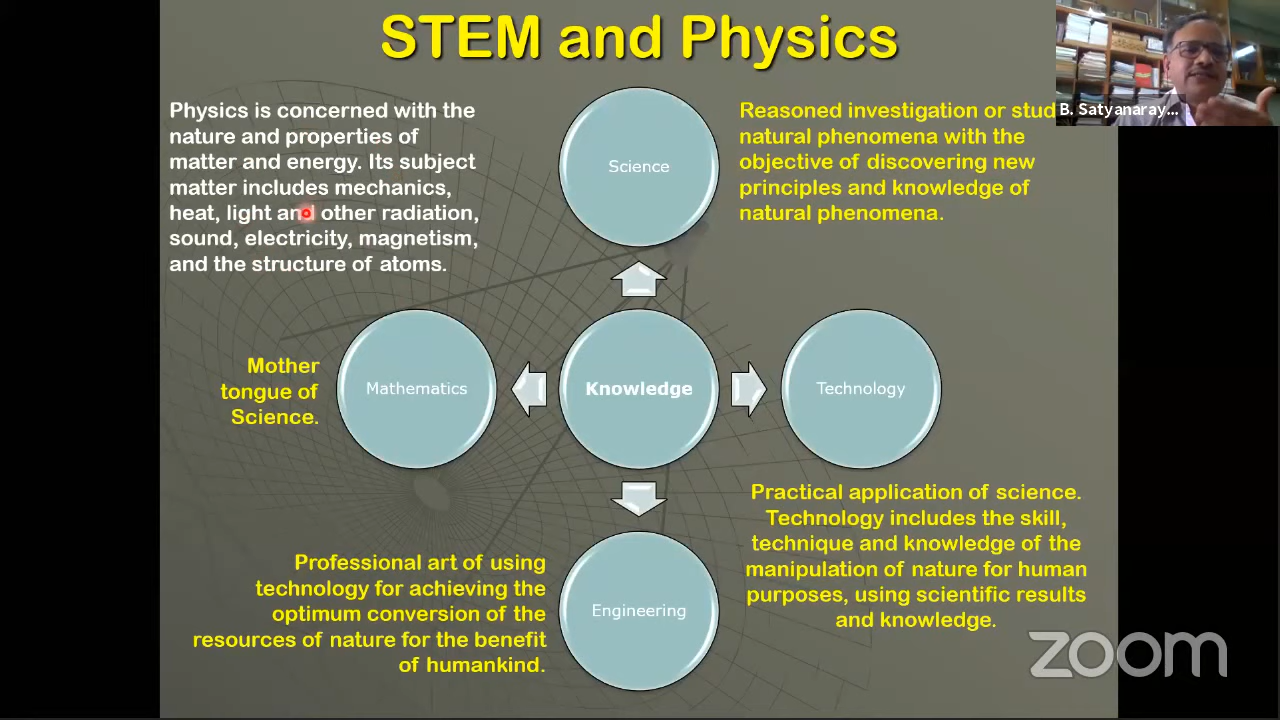 STEM and Physics
B. Satyanaray...
Physics is concerned with the
nature and properties of
matter and energy. Its subject
matter includes mechanics,
heat, light and other radiation,
sound, electricity, magnetism,
and the structure of atoms.
Science
Reasoned investigation or stud
natural phenomena with the
objective of discovering new
principles and knowledge of
natural phenomena.
Mother
tongue of
Science.
Mathematics
Knowledge
Technology
Practical application of science.
Technology includes the skill,
technique and knowledge of the
manipulation of nature for human
purposes, using scientific results
and knowledge.
Professional art of using
technology for achieving the
optimum conversion of the
resources of nature for the benefit
of humankind.
Engineering
zoom